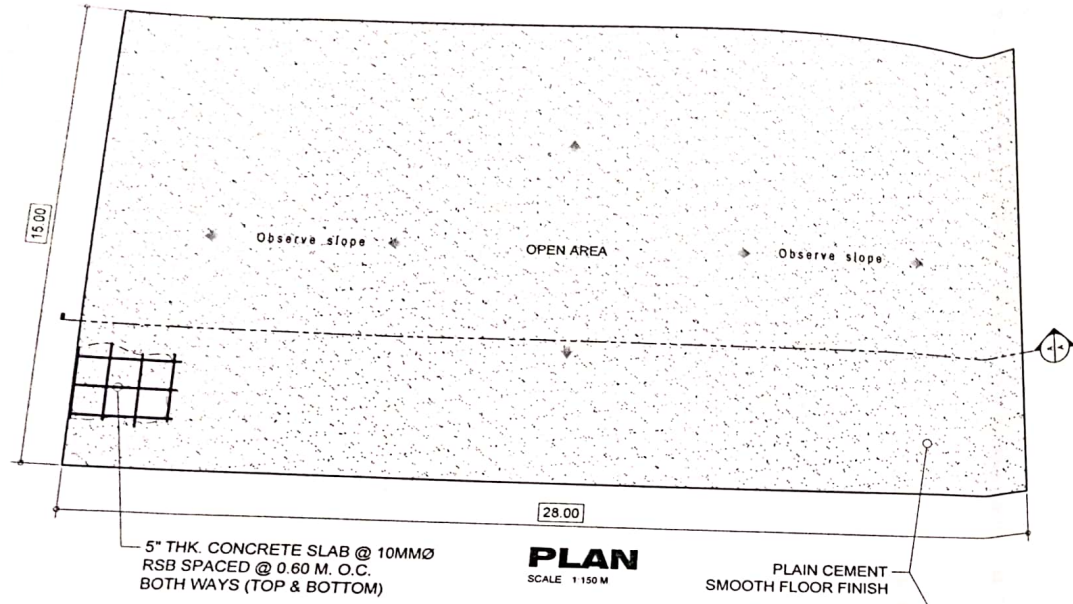 15.00
Observe slope
OPEN AREA
Observe slope
28.00
5" THK. CONCRETE SLAB @ 10MMØ
RSB SPACED @ 0.60 M. O.C.
BOTH WAYS (TOP & BOTTOM)
PLAN
SCALE 1:150 M
PLAIN CEMENT
SMOOTH FLOOR FINISH